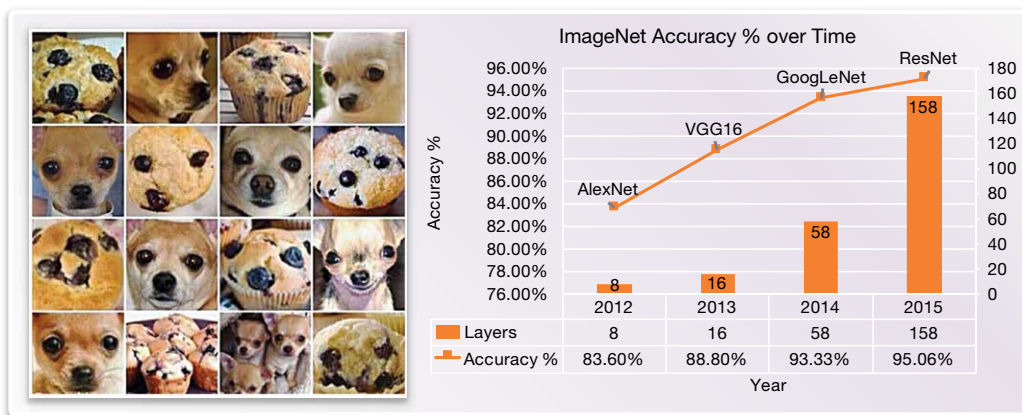 ImageNet Accuracy % over Time
ResNet
GoogLeNet
VGG16
AlexNet
Accuracy %
96.00%
94.00%
92.00%
90.00%
88.00%
86.00%
84.00%
82.00%
80.00%
78.00%
76.00%
180
160
140
120
100
80
60
40
20
0
8
16
58
158
2012 2013 2014 2015
Layers 8 16 58 158
Accuracy % 83.60% 88.80% 93.33% 95.06%
Year